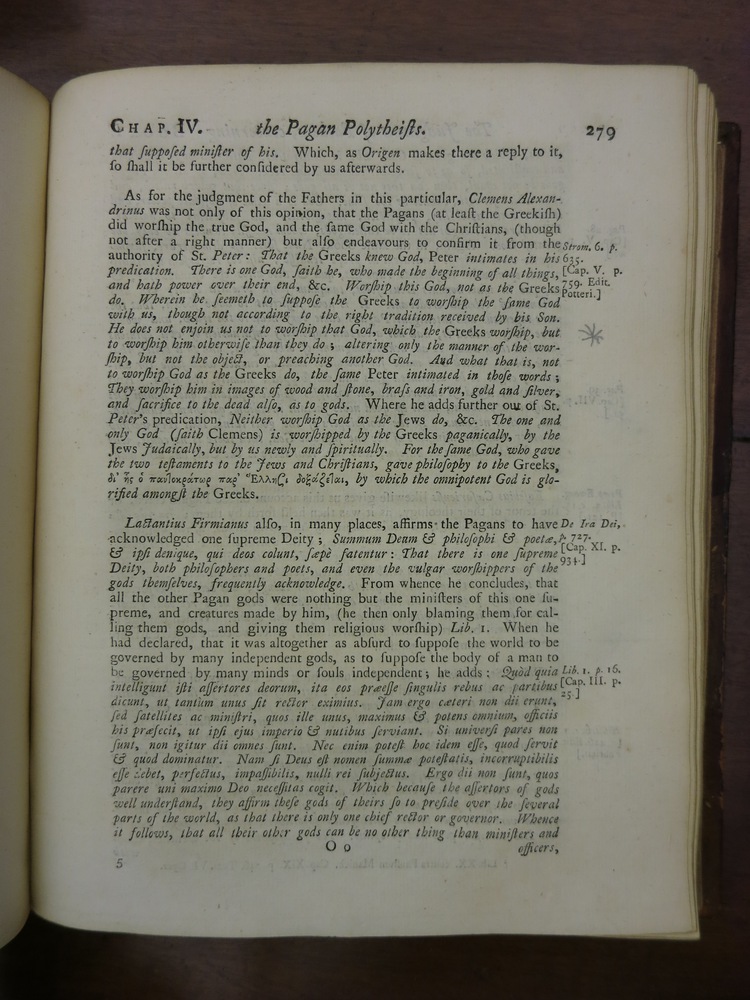 CHAP. IV. the Pagan Polytheiſts. 279
that ſuppoſed miniſter of his. Which, as Origen makes there a reply to it,
ſo ſhall it be further conſidered by us afterwards.
As for the judgment of the Fathers in this particular, Clemens Alexan-
drinus was not only of this opinion, that the Pagans (at leaſt the Greekiſh)
did worſhip the true God, and the ſame God with the Chriſtians, (though
not after a right manner) but alſo endeavours to confirm it from the Strom. 6. p.
authority of St. Peter: That the Greeks knew God, Peter intimates in his 635.
predication. There is one God, ſaith he, who made the beginning of all things, [Cap. V. p.
and hath power over their end, &c. Worſhip this God, not as the Greeks 759. Edit.
do. Wherein he ſeemeth to ſuppoſe the Greeks to worſhip the ſame God Potteri.]
with us, though not according to the right tradition received by his Son.
He does not enjoin us not to worſhip that God, which the Greeks worſhip, but
to worſhip him otherwiſe than they do; altering only the manner of the wor-
ſhip, but not the object, or preaching another God. And what that is, not
to worſhip God as the Greeks do, the ſame Peter intimated in thoſe words;
They worſhip him in images of wood and ſtone, braſs and iron, gold and ſilver,
and ſacrifice to the dead alſo, as to gods. Where he adds further out of St.
Peter's predication, Neither worſhip God as the Jews do, &c. The one and
only God (ſaith Clemens) is worſhipped by the Greeks paganically, by the
Jews Judaically, but by us newly and ſpiritually. For the ſame God, who gave
the two teſtaments to the Jews and Chriſtians, gave philoſophy to the Greeks,
δι' ἧς ὁ παντοκράτωρ παρ' Ἕλλησι δοξάζεται, by which the omnipotent God is glo-
rified amongſt the Greeks.
Lactantius Firmianus alſo, in many places, affirms the Pagans to have De Ira Dei,
acknowledged one ſupreme Deity; Summum Deum & philoſophi & poetæ, p. 727.
& ipſi denique, qui deos colunt, ſæpè fatentur: That there is one ſupreme [Cap. XI. p.
Deity, both philoſophers and poets, and even the vulgar worſhippers of the 931.]
gods themſelves, frequently acknowledge. From whence he concludes, that
all the other Pagan gods were nothing but the miniſters of this one ſu-
preme, and creatures made by him, (he then only blaming them for cal-
ling them gods, and giving them religious worſhip) Lib. 1. When he
had declared, that it was altogether as abſurd to ſuppoſe the world to be
governed by many independent gods, as to ſuppoſe the body of a man to
be governed by many minds or ſouls independent; he adds: Quòd quia Lib. 1. p. 16.
intelligunt iſti aſſertores deorum, ita eos præeſſe ſingulis rebus ac partibus [Cap. III. p.
dicunt, ut tantum unus ſit rector eximius. Jam ergo cæteri non dii erunt, 25.]
ſed ſatellites ac miniſtri, quos ille unus, maximus & potens omnium, officiis
his præfecit, ut ipſi ejus imperio & nutibus ſerviant. Si univerſi pares non
ſunt, non igitur dii omnes ſunt. Nec enim poteſt hoc idem eſſe, quod ſervit
& quod dominatur. Nam ſi Deus eſt nomen ſummæ poteſtatis, incorruptibilis
eſſe debet, perfectus, impaſſibilis, nulli rei ſubjectus. Ergo dii non ſunt, quos
parere uni maximo Deo neceſſitas cogit. Which becauſe the aſſertors of gods
well underſtand, they affirm theſe gods of theirs ſo to preſide over the ſeveral
parts of the world, as that there is only one chief rector or governor. Whence
it follows, that all their other gods can be no other thing than miniſters and
O o officers,
5